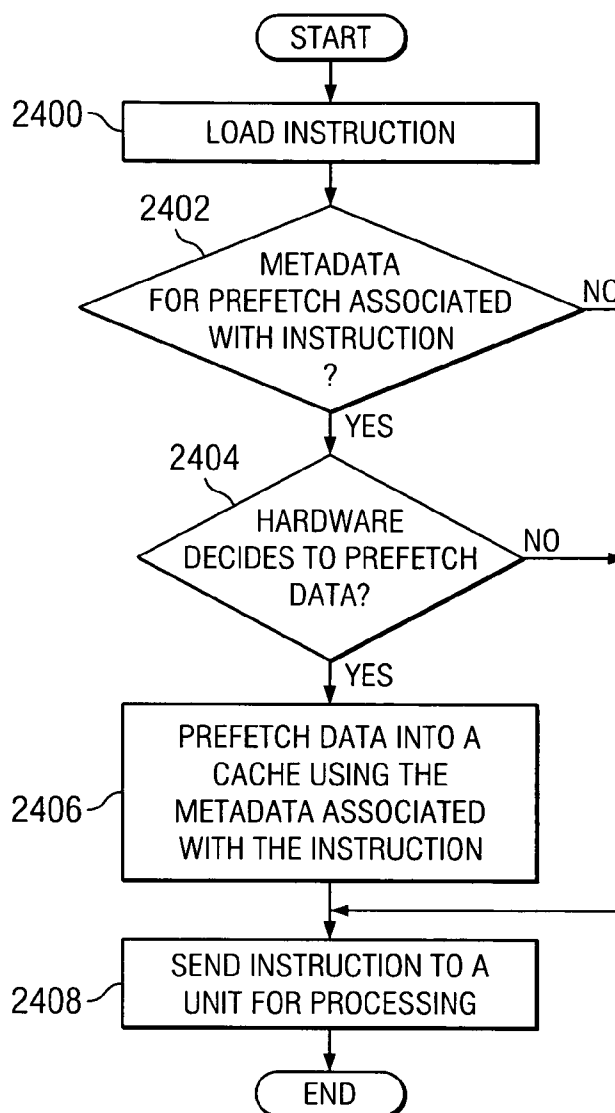 START
2400
LOAD INSTRUCTION
2402
METADATA
FOR PREFETCH ASSOCIATED
WITH INSTRUCTION
?
NO
YES
2404
HARDWARE
DECIDES TO PREFETCH
DATA?
NO
YES
2406
PREFETCH DATA INTO A
CACHE USING THE
METADATA ASSOCIATED
WITH THE INSTRUCTION
2408
SEND INSTRUCTION TO A
UNIT FOR PROCESSING
END